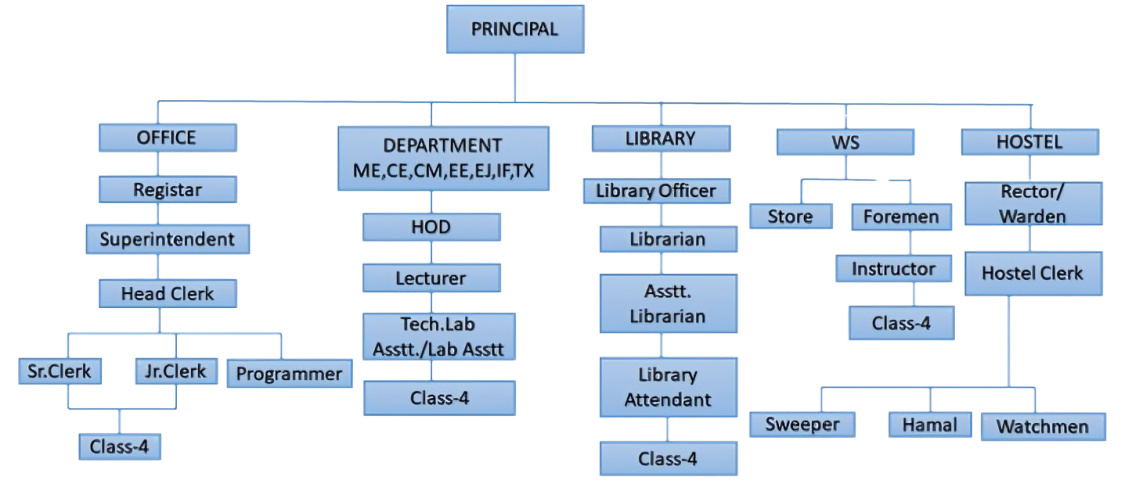 PRINCIPAL
OFFICE
Registar
Superintendent
Head Clerk
Sr.Clerk
Jr.Clerk
Programmer
Class-4
DEPARTMENT
ME,CE,CM,EE,EJ,IF,TX
HOD
Lecturer
Tech.Lab
Asstt./Lab Asstt
Class-4
LIBRARY
Library Officer
Librarian
Asstt.
Librarian
Library
Attendant
Class-4
WS
Store
Foremen
Instructor
Class-4
HOSTEL
Rector/
Warden
Hostel Clerk
Sweeper
Hamal
Watchmen